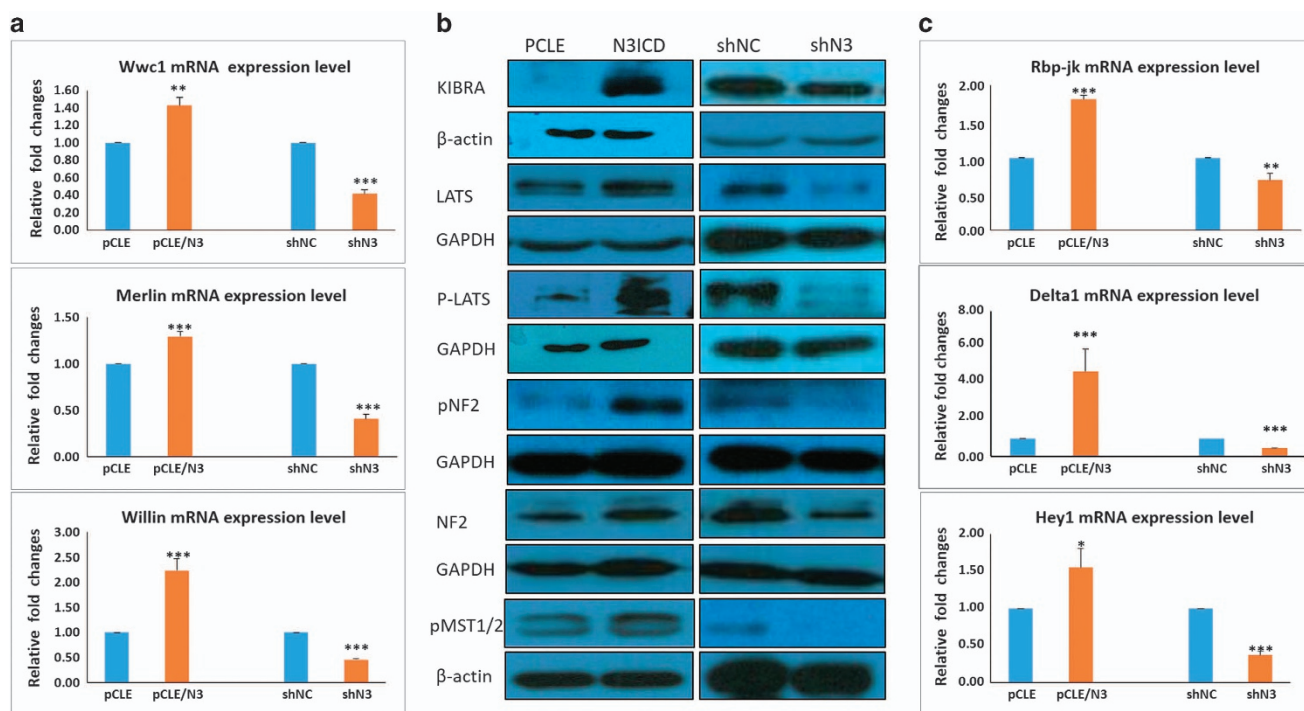 a
Wwc1 mRNA expression level
Relative fold changes
1.60
1.40
1.20
1.00
0.80
0.60
0.40
0.20
0.00
**
***
pCLE pCLE/N3 shNC shN3
Merlin mRNA expression level
Relative fold changes
1.50
1.00
0.50
0.00
***
***
pCLE pCLE/N3 shNC shN3
Willin mRNA expression level
Relative fold changes
3.00
2.50
2.00
1.50
1.00
0.50
0.00
***
***
pCLE pCLE/N3 shNC shN3
b
PCLE N3ICD shNC shN3
KIBRA
β-actin
LATS
GAPDH
P-LATS
GAPDH
pNF2
GAPDH
NF2
GAPDH
pMST1/2
β-actin
c
Rbp-jk mRNA expression level
Relative fold changes
2.00
1.50
1.00
0.50
0.00
***
**
pCLE pCLE/N3 shNC shN3
Delta1 mRNA expression level
Relative fold changes
8.00
6.00
4.00
2.00
0.00
***
***
pCLE pCLE/N3 shNC shN3
Hey1 mRNA expression level
Relative fold changes
2.00
1.50
1.00
0.50
0.00
*
***
pCLE pCLE/N3 shNC shN3